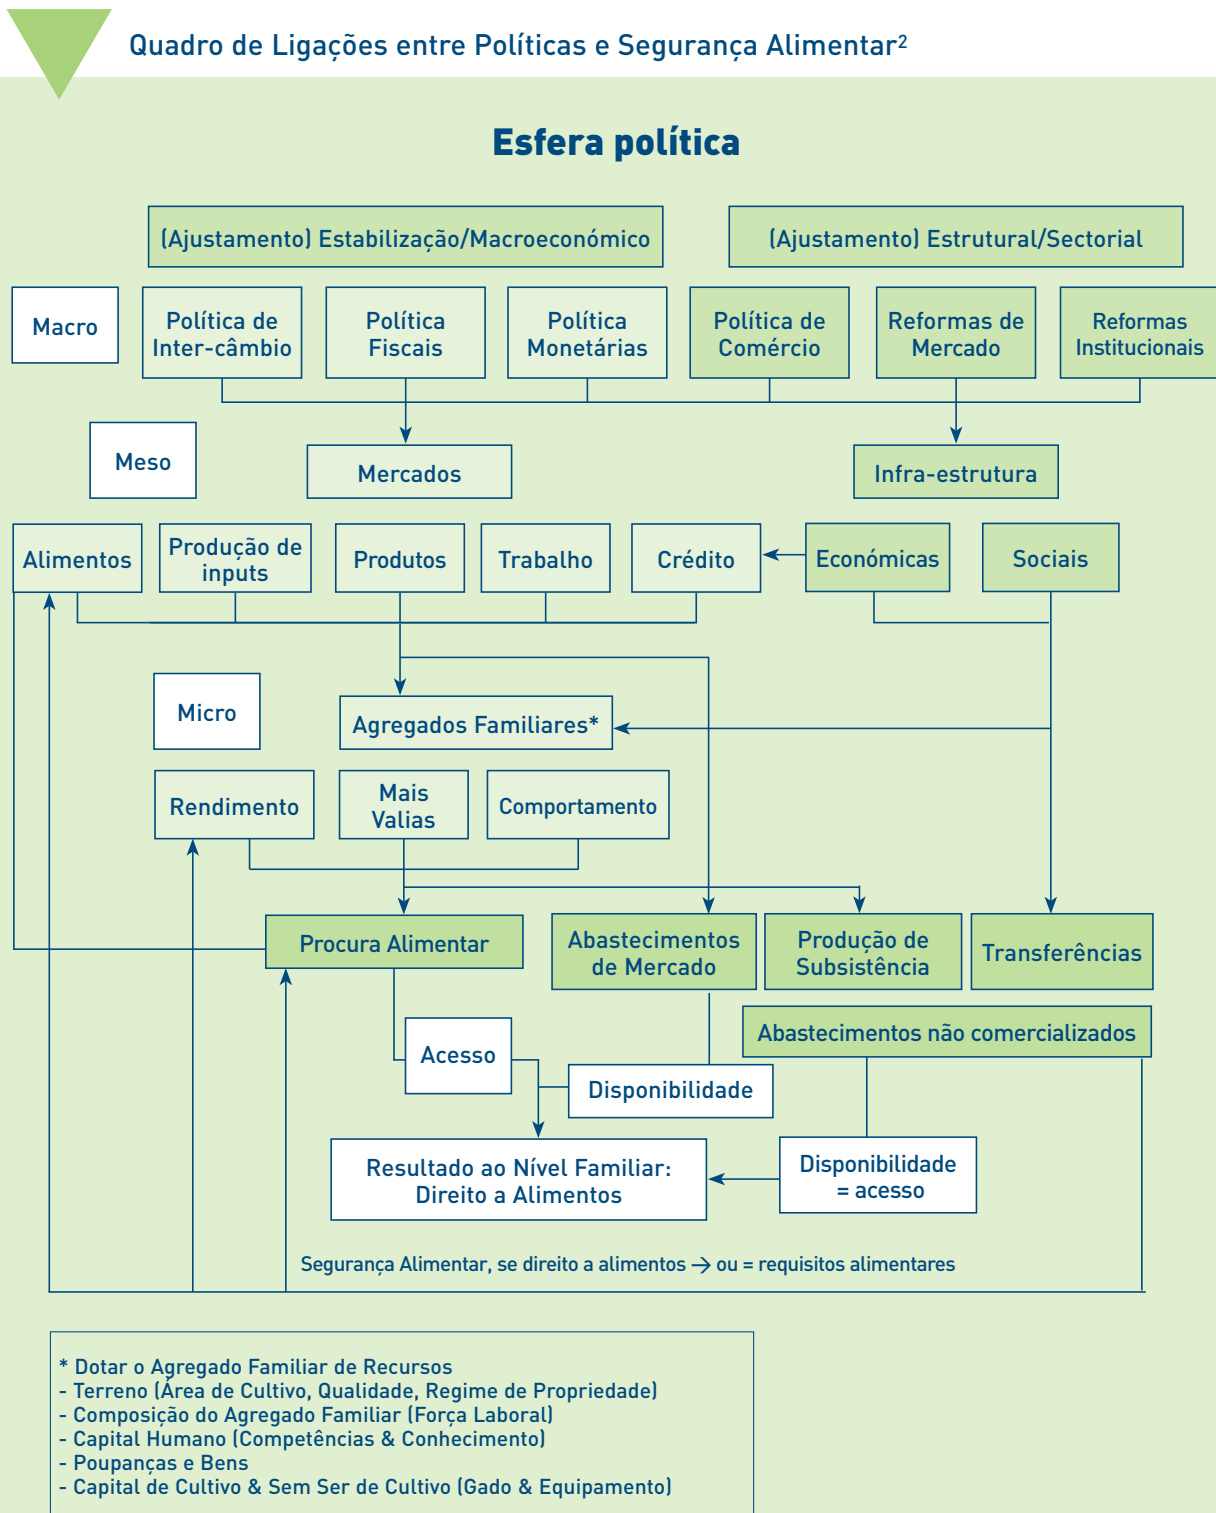 Quadro de Ligações entre Políticas e Segurança Alimentar²
Esfera política
(Ajustamento) Estabilização/Macroeconómico
(Ajustamento) Estrutural/Sectorial
Macro
Política de
Inter-câmbio
Política
Fiscais
Política
Monetárias
Política de
Comércio
Reformas de
Mercado
Reformas
Institucionais
Meso
Mercados
Infra-estrutura
Alimentos
Produção de
inputs
Produtos
Trabalho
Crédito
Económicas
Sociais
Micro
Agregados Familiares*
Rendimento
Mais
Valias
Comportamento
Procura Alimentar
Abastecimentos
de Mercado
Produção de
Subsistência
Transferências
Abastecimentos não comercializados
Acesso
Disponibilidade
Resultado ao Nível Familiar:
Direito a Alimentos
Disponibilidade
= acesso
Segurança Alimentar, se direito a alimentos → ou = requisitos alimentares
* Dotar o Agregado Familiar de Recursos
- Terreno (Área de Cultivo, Qualidade, Regime de Propriedade)
- Composição do Agregado Familiar (Força Laboral)
- Capital Humano (Competências & Conhecimento)
- Poupanças e Bens
- Capital de Cultivo & Sem Ser de Cultivo (Gado & Equipamento)